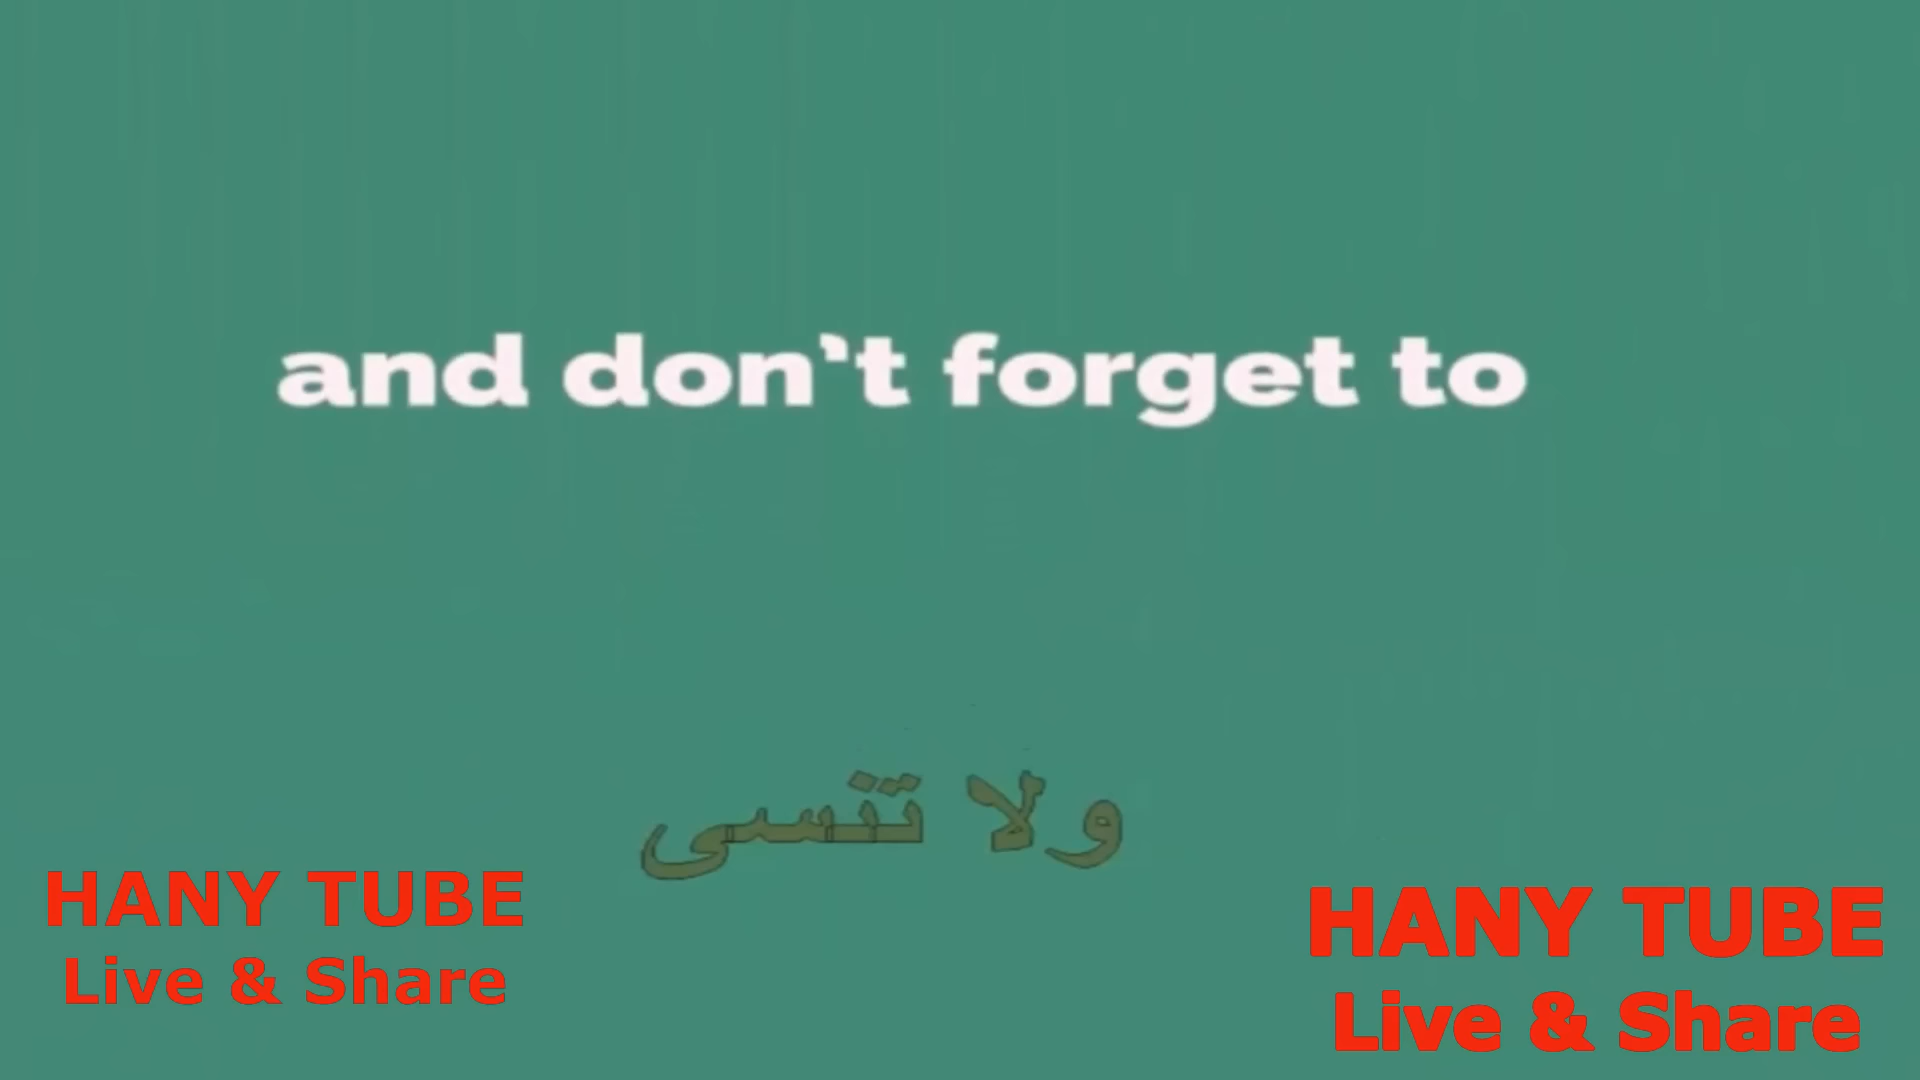 and don't forget to
ولا تنسى
HANY TUBE
Live & Share
HANY TUBE
Live & Share